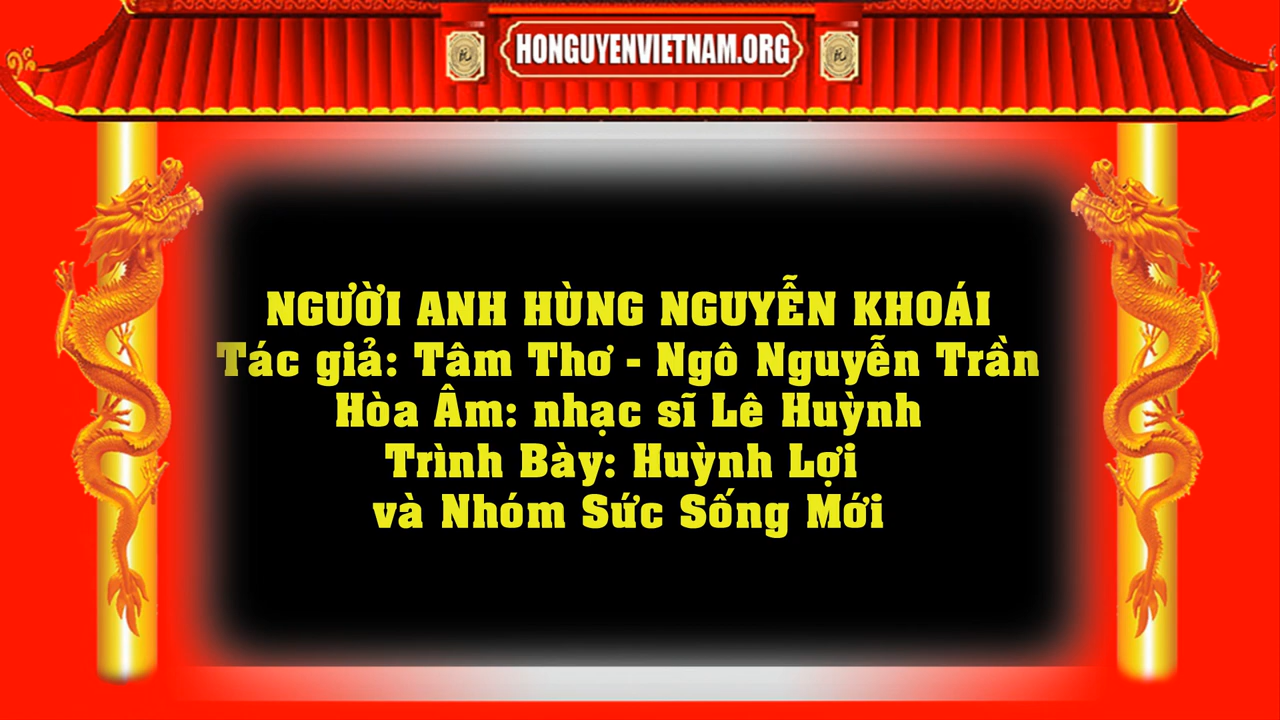 HONGUYENVIETNAM.ORG
NGƯỜI ANH HÙNG NGUYỄN KHOÁI
Tác giả: Tâm Thơ - Ngô Nguyễn Trần
Hòa Âm: nhạc sĩ Lê Huỳnh
Trình Bày: Huỳnh Lợi
và Nhóm Sức Sống Mới